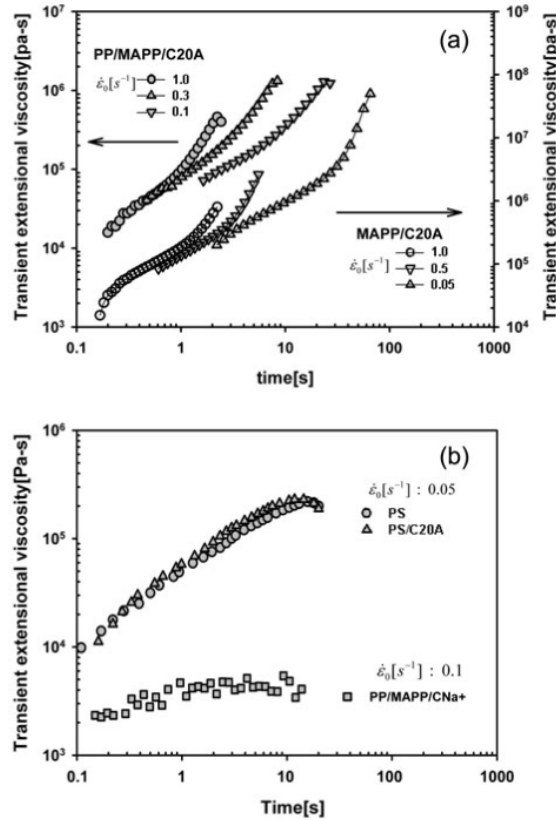 (a)
PP/MAPP/C20A
ε̇₀[s⁻¹]
1.0
0.3
0.1
MAPP/C20A
ε̇₀[s⁻¹]
1.0
0.5
0.05
Transient extensional viscosity[pa-s]
10⁷
10⁶
10⁵
10⁴
10³
Transient extensional viscosity[Pa-s]
10⁹
10⁸
10⁷
10⁶
10⁵
10⁴
0.1 1 10 100 1000
time[s]
(b)
ε̇₀[s⁻¹] : 0.05
PS
PS/C20A
ε̇₀[s⁻¹] : 0.1
PP/MAPP/CNa+
Transient extensional viscosity[Pa-s]
10⁶
10⁵
10⁴
10³
0.1 1 10 100 1000
Time[s]